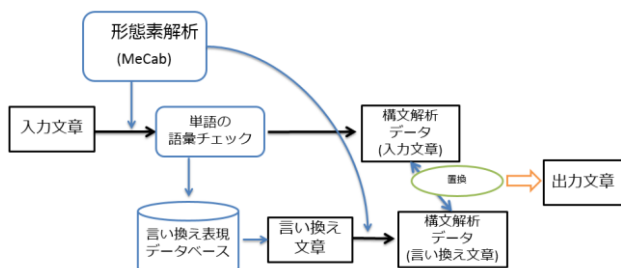 形態素解析
(MeCab)
入力文章
単語の
語彙チェック
構文解析
データ
(入力文章)
置換
出力文章
言い換え表現
データベース
言い換え
文章
構文解析
データ
(言い換え文章)